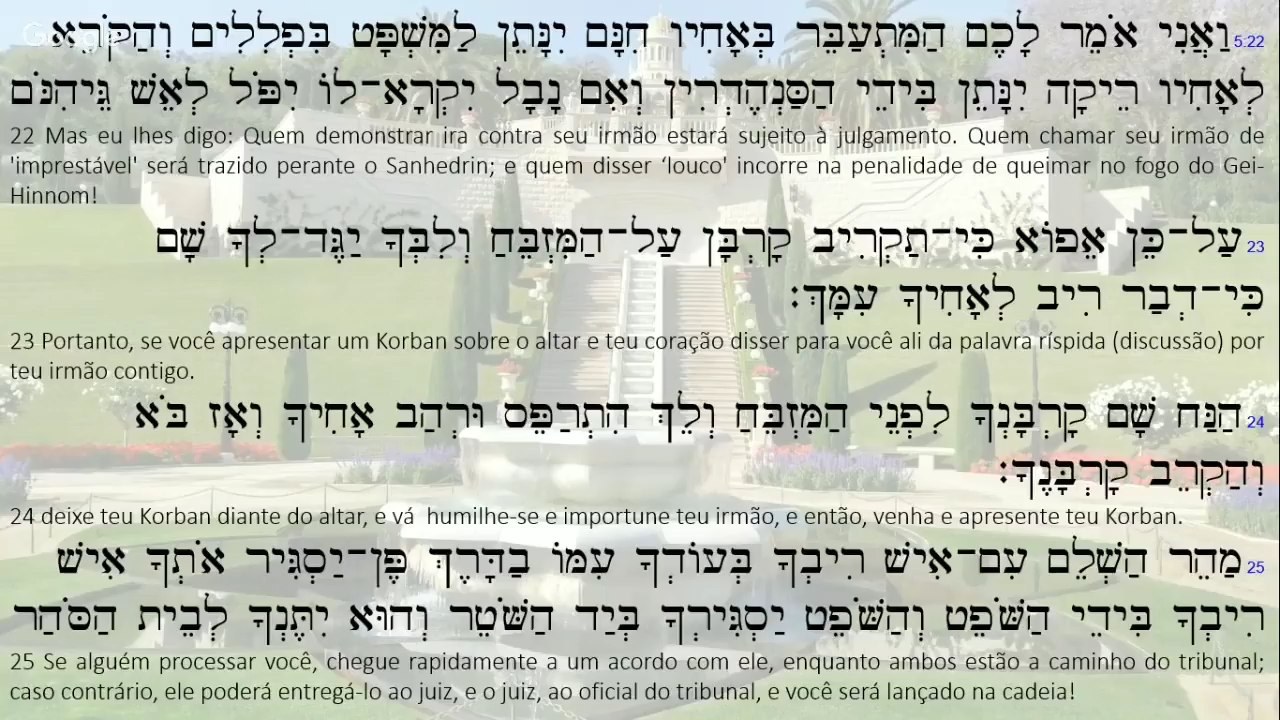 Google
5:22 וַאֲנִי אֹמֵר לָכֶם הַמִּתְעַבֵּר בְּאָחִיו חִנָּם יִנָּתֵן לַמִּשְׁפָּט בִּפְלִלִים וְהַקֹּרֵא
לְאָחִיו רֵיקָה יִנָּתֵן בִּידֵי הַסַּנְהֶדְרִין וְאִם נָבָל יִקְרָא־לוֹ יִפֹּל לְאֵשׁ גֵּיהִנֹּם
22 Mas eu lhes digo: Quem demonstrar ira contra seu irmão estará sujeito à julgamento. Quem chamar seu irmão de
'imprestável' será trazido perante o Sanhedrin; e quem disser ‘louco' incorre na penalidade de queimar no fogo do Gei-
Hinnom!
23 עַל־כֵּן אֵפוֹא כִּי־תַקְרִיב קָרְבָּן עַל־הַמִּזְבֵּחַ וְלִבְּךָ יַגֶּד־לְךָ שָׁם
כִּי־דְבַר רִיב לְאָחִיךָ עִמָּךְ׃
23 Portanto, se você apresentar um Korban sobre o altar e teu coração disser para você ali da palavra ríspida (discussão) por
teu irmão contigo.
24 הַנַּח שָׁם קָרְבָּנְךָ לִפְנֵי הַמִּזְבֵּחַ וְלֵךְ הִתְרַפֵּס וּרְהַב אָחִיךָ וְאָז בֹּא
וְהַקְרֵב קָרְבָּנֶךָ׃
24 deixe teu Korban diante do altar, e vá  humilhe-se e importune teu irmão, e então, venha e apresente teu Korban.
25 מַהֵר הַשְׁלֵם עִם־אִישׁ רִיבְךָ בְּעוֹדְךָ עִמּוֹ בַדָּרֶךְ פֶּן־יַסְגִּיר אֹתְךָ אִישׁ
רִיבְךָ בִּידֵי הַשֹּׁפֵט וְהַשֹּׁפֵט יַסְגִּירְךָ בְּיַד הַשֹּׁטֵר וְהוּא יִתֶּנְךָ לְבֵית הַסֹּהַר
25 Se alguém processar você, chegue rapidamente a um acordo com ele, enquanto ambos estão a caminho do tribunal;
caso contrário, ele poderá entregá-lo ao juiz, e o juiz, ao oficial do tribunal, e você será lançado na cadeia!